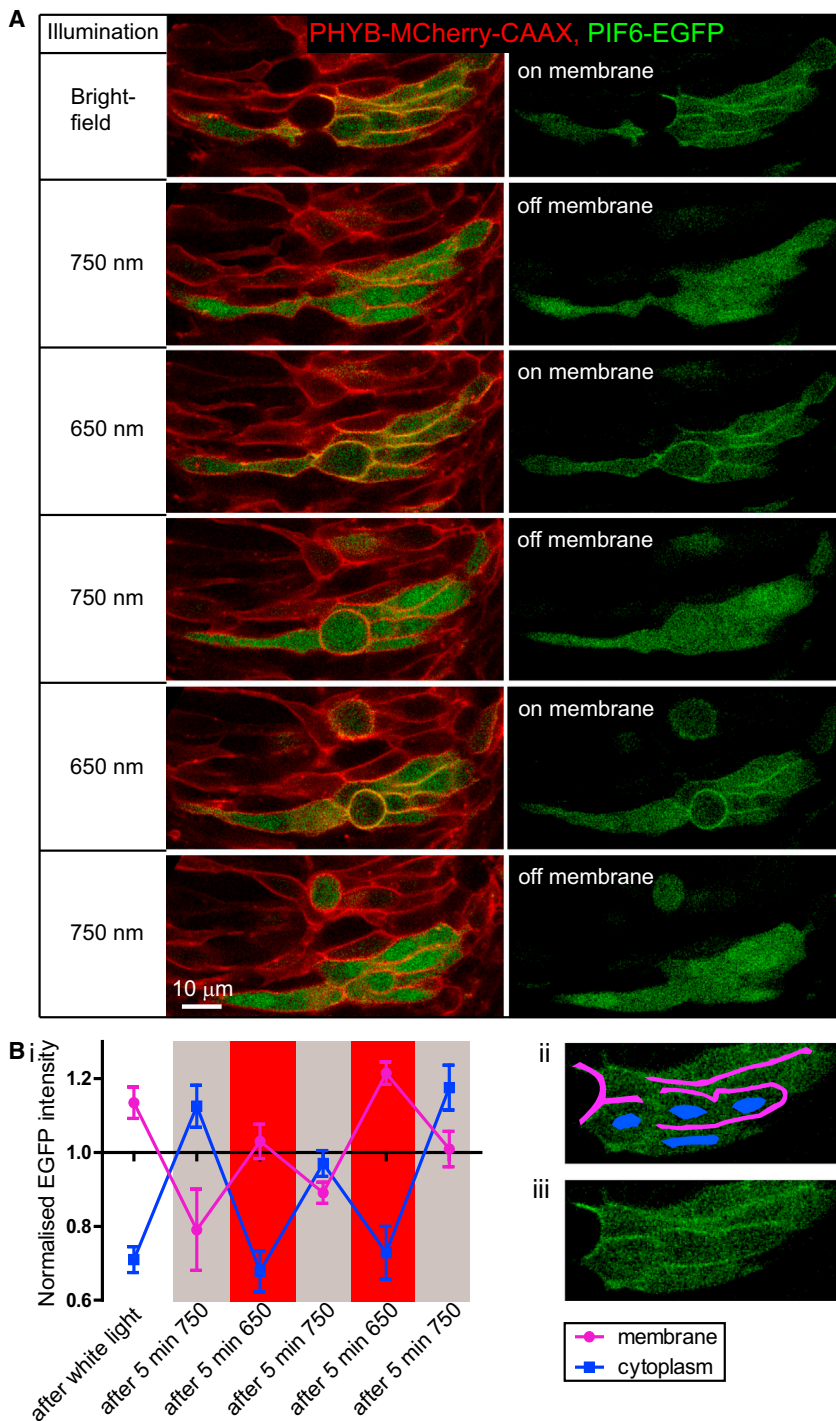 A
Illumination
PHYB-MCherry-CAAX, PIF6-EGFP
Bright-
field
on membrane
750 nm
off membrane
650 nm
on membrane
750 nm
off membrane
650 nm
on membrane
750 nm
off membrane
10 μm
B
i
Normalised EGFP intensity
1.2
1.0
0.8
0.6
after white light
after 5 min 750
after 5 min 650
after 5 min 750
after 5 min 650
after 5 min 750
ii
iii
membrane
cytoplasm